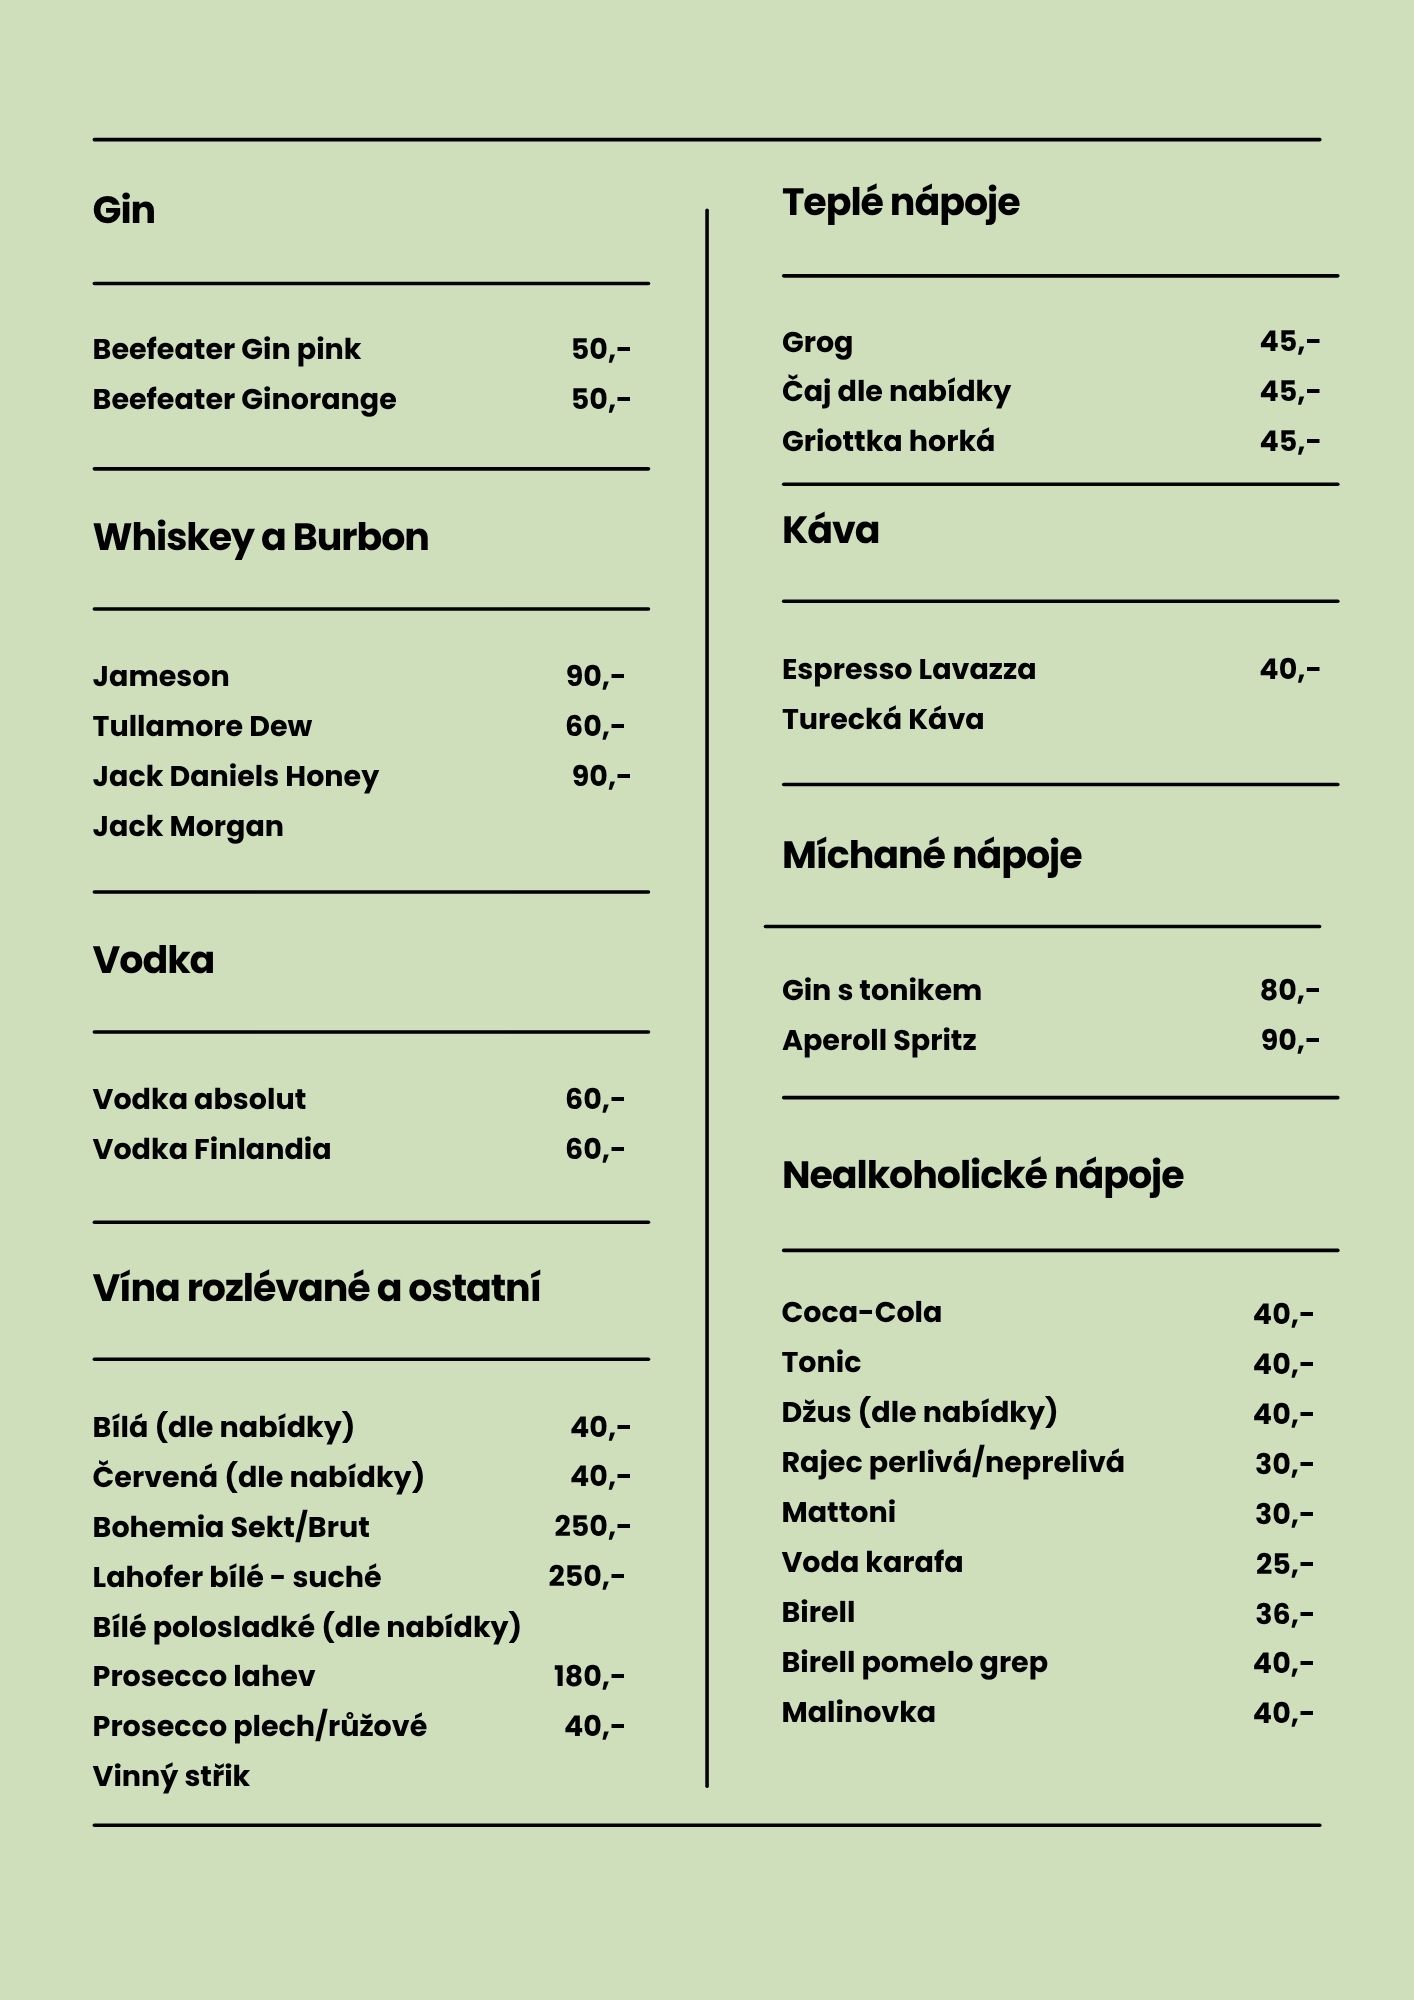 Gin
Beefeater Gin pink 50,-
Beefeater Ginorange 50,-
Whiskey a Burbon
Jameson 90,-
Tullamore Dew 60,-
Jack Daniels Honey 90,-
Jack Morgan
Vodka
Vodka absolut 60,-
Vodka Finlandia 60,-
Vína rozlévané a ostatní
Bílá (dle nabídky) 40,-
Červená (dle nabídky) 40,-
Bohemia Sekt/Brut 250,-
Lahofer bílé - suché 250,-
Bílé polosladké (dle nabídky)
Prosecco lahev 180,-
Prosecco plech/růžové 40,-
Vinný střik
Teplé nápoje
Grog 45,-
Čaj dle nabídky 45,-
Griottka horká 45,-
Káva
Espresso Lavazza 40,-
Turecká Káva
Míchané nápoje
Gin s tonikem 80,-
Aperoll Spritz 90,-
Nealkoholické nápoje
Coca-Cola 40,-
Tonic 40,-
Džus (dle nabídky) 40,-
Rajec perlivá/neprelivá 30,-
Mattoni 30,-
Voda karafa 25,-
Birell 36,-
Birell pomelo grep 40,-
Malinovka 40,-